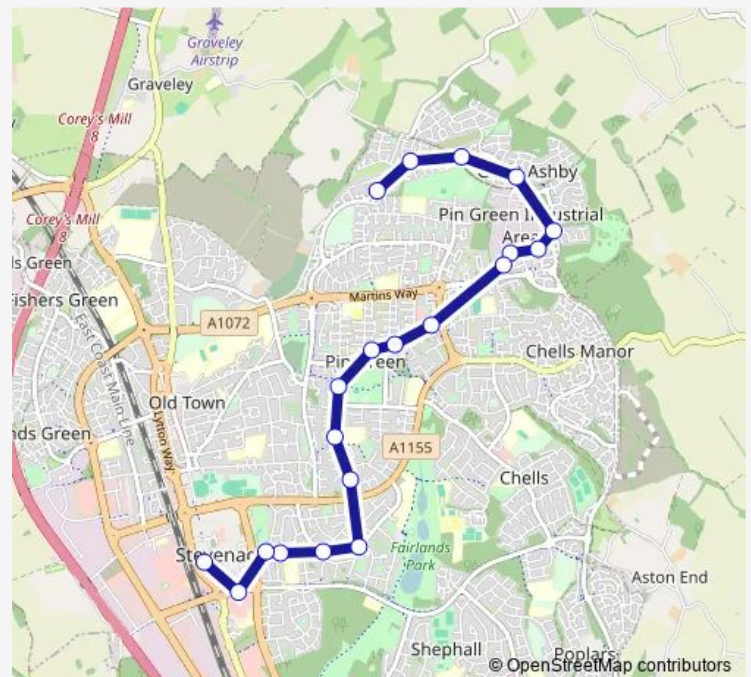 Graveley
Airstrip
Graveley
Corey's Mill
8
Ashby
Pin Green Industrial
Area
Corey's Mill
8
ls Green
Fishers Green
Martins Way
A1072
East Coast Main Line
Pin Green
Chells Manor
Old Town
Lytton Way
nds Green
A1155
Chells
Fairlands
Park
Aston End
Shephall
Poplars
© OpenStreetMap contributors